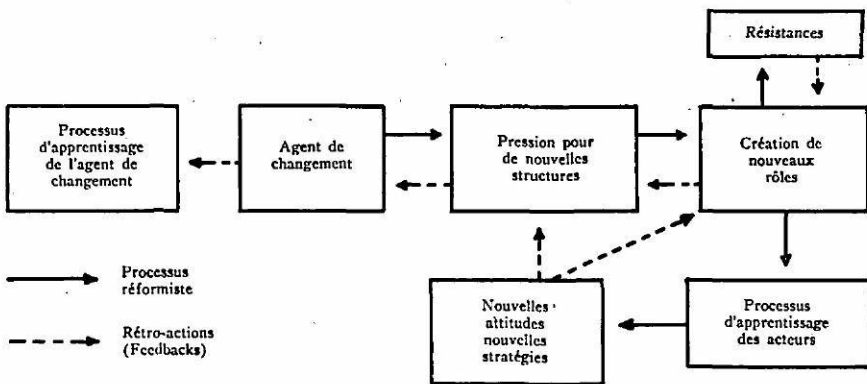 Résistances
Processus
d'apprentissage
de l'agent de
changement
Agent de
changement
Pression pour
de nouvelles
structures
Création de
nouveaux
rôles
Processus
réformiste
Rétro-actions
(Feedbacks)
Nouvelles
attitudes
nouvelles
stratégies
Processus
d'apprentissage
des acteurs